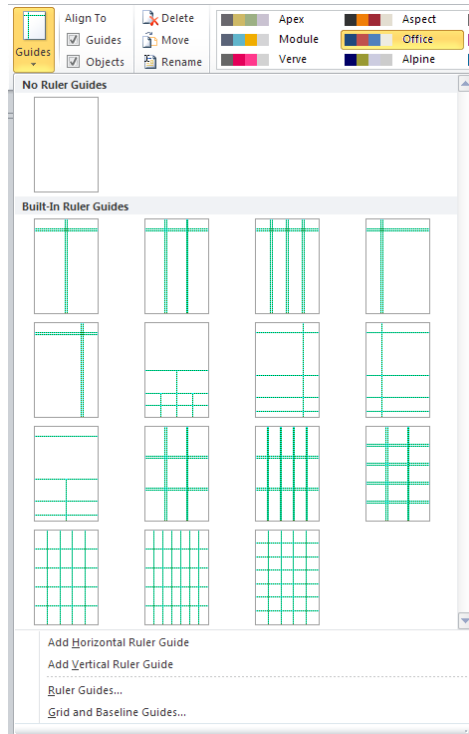 Guides
Align To
Guides
Objects
Delete
Move
Rename
Apex
Module
Verve
Aspect
Office
Alpine
No Ruler Guides
Built-In Ruler Guides
Add Horizontal Ruler Guide
Add Vertical Ruler Guide
Ruler Guides...
Grid and Baseline Guides...